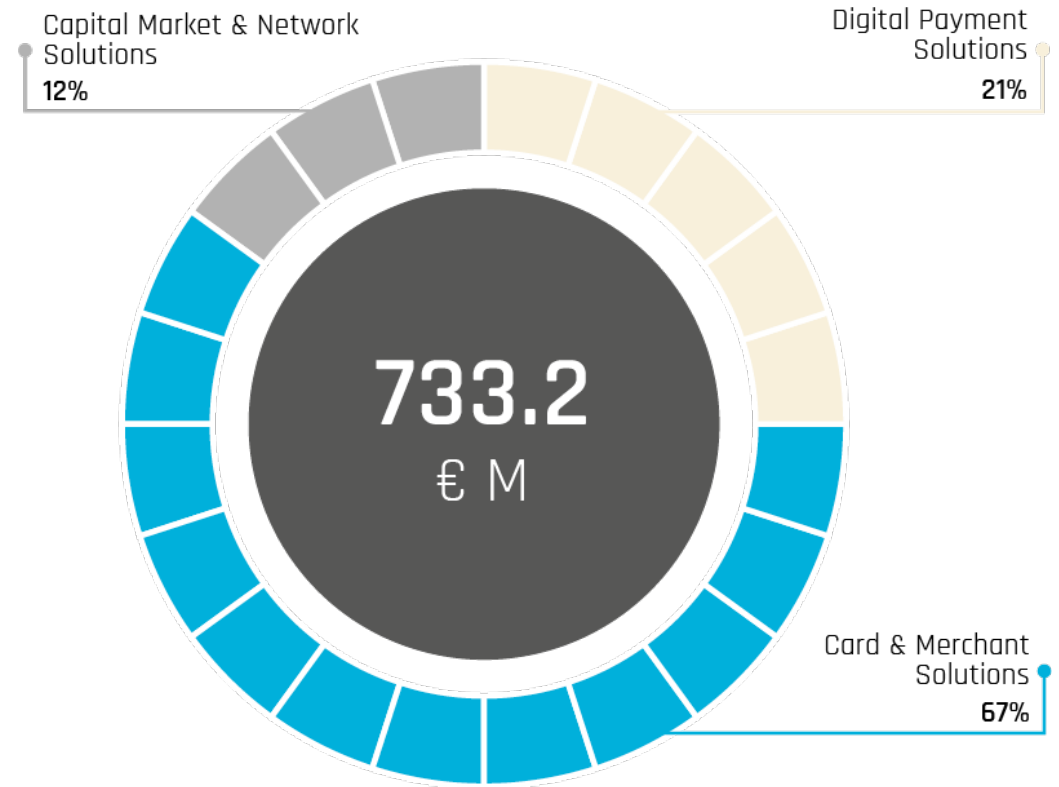 Capital Market & Network
Solutions
12%
Digital Payment
Solutions
21%
733.2
€ M
Card & Merchant
Solutions
67%